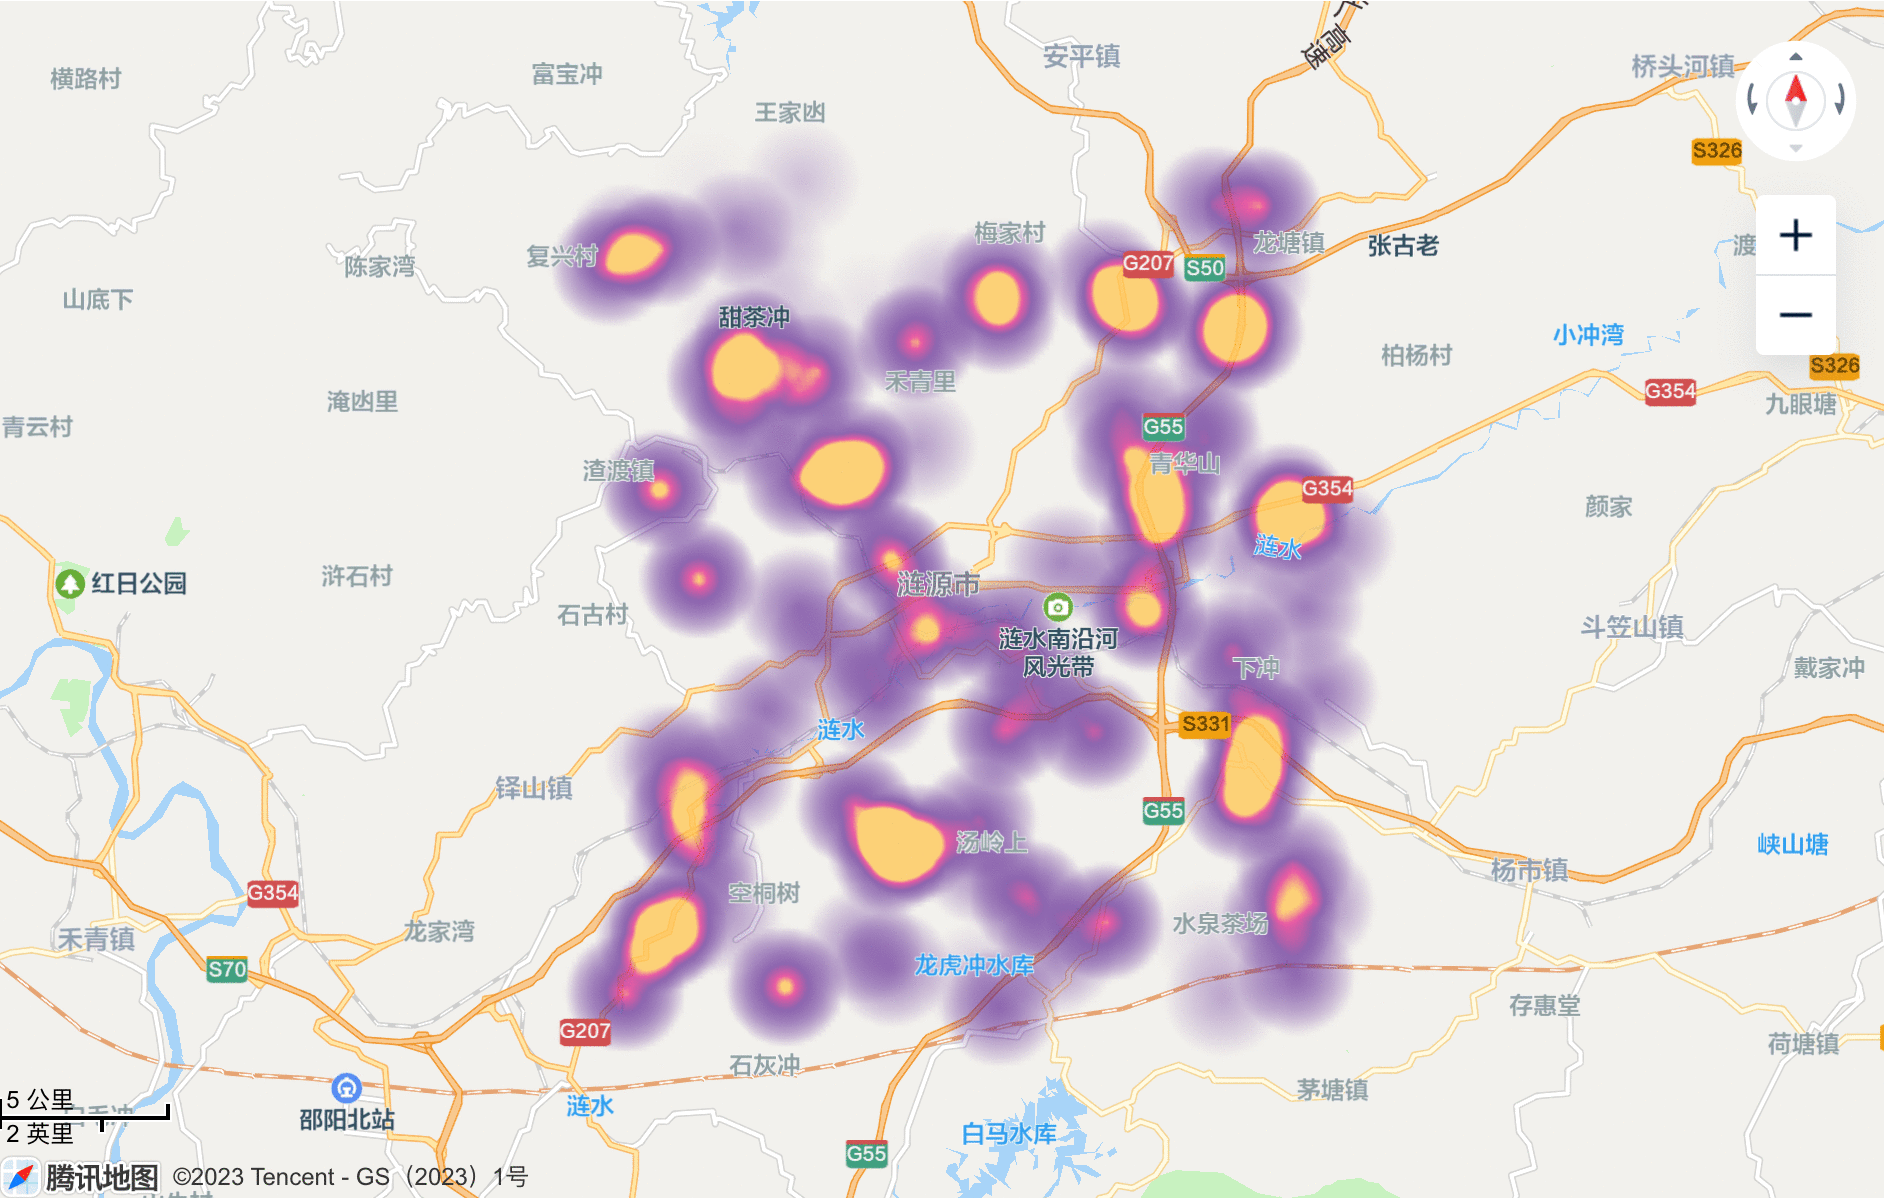 广
高
速
安平镇
桥头河镇
横路村
富宝冲
王家凼
S326
梅家村
复兴村
龙塘镇
张古老
渡
陈家湾
G207
S50
山底下
甜茶冲
小冲湾
柏杨村
禾青里
S326
G354
淹凼里
九眼塘
青云村
G55
渣渡镇
青华山
G354
颜家
涟水
浒石村
红日公园
涟源市
石古村
涟水南沿河
风光带
斗笠山镇
下冲
戴家冲
涟水
S331
铎山镇
G55
汤岭上
峡山塘
杨市镇
G354
空桐树
水泉茶场
龙家湾
禾青镇
龙虎冲水库
S70
存惠堂
G207
荷塘镇
石灰冲
茅塘镇
5 公里
邵阳北站
涟水
2 英里
白马水库
G55
腾讯地图 ©2023 Tencent - GS（2023）1号